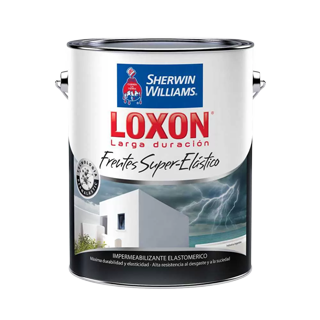 SHERWIN
WILLIAMS.
LOXON®
Larga duración
Frentes Super-Elástico
IMPERMEABILIZANTE ELASTOMERICO
Máxima durabilidad y elasticidad - Alta resistencia al desgaste y a la suciedad